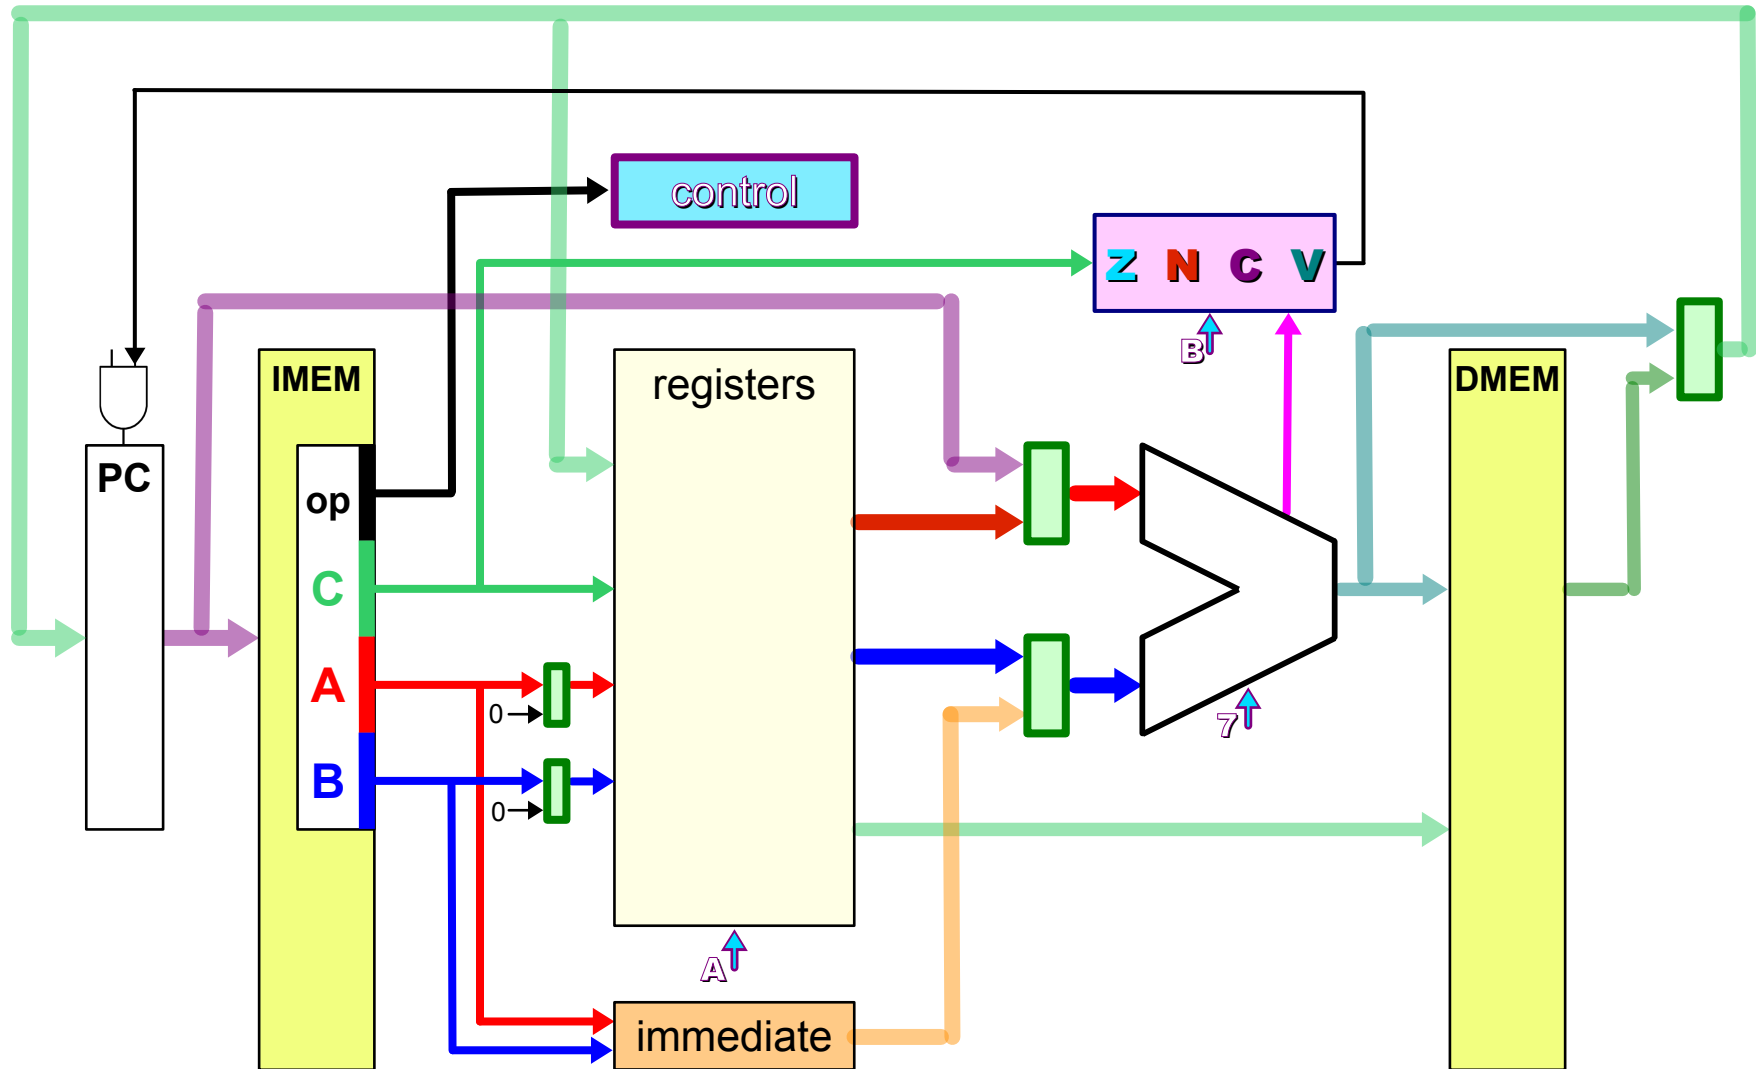 control
Z N C V
B
IMEM
registers
DMEM
PC
op
C
A
0
7
B
0
A
immediate